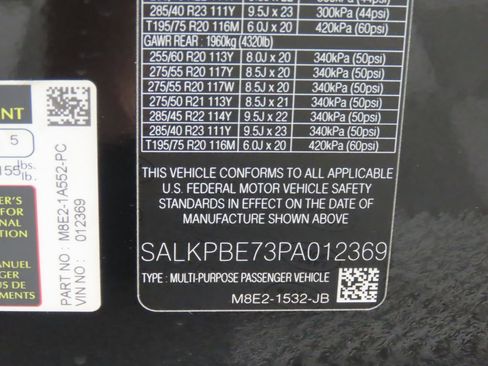 285/40 R23 111Y 9.5J x 23 300kPa (44psi)
T195/75 R20 116M 6.0J x 20 420kPa (60psi)
GAWR REAR : 1960kg (4320lb)
255/60 R20 113Y 8.0J x 20 340kPa (50psi)
275/55 R20 117Y 8.5J x 20 340kPa (50psi)
275/55 R20 117W 8.5J x 20 340kPa (50psi)
275/50 R21 113Y 8.5J x 21 340kPa (50psi)
285/45 R22 114Y 9.5J x 22 340kPa (50psi)
285/40 R23 111Y 9.5J x 23 340kPa (50psi)
T195/75 R20 116M 6.0J x 20 420kPa (60psi)
THIS VEHICLE CONFORMS TO ALL APPLICABLE
U.S. FEDERAL MOTOR VEHICLE SAFETY
STANDARDS IN EFFECT ON THE DATE OF
MANUFACTURE SHOWN ABOVE
SALKPBE73PA012369
TYPE : MULTI-PURPOSE PASSENGER VEHICLE
M8E2-1532-JB
5
lbs.
lb.
PART NO : M8E2-1A552-PC
VIN NO : 012369
FOR
ANUEL
DE
EMENTS